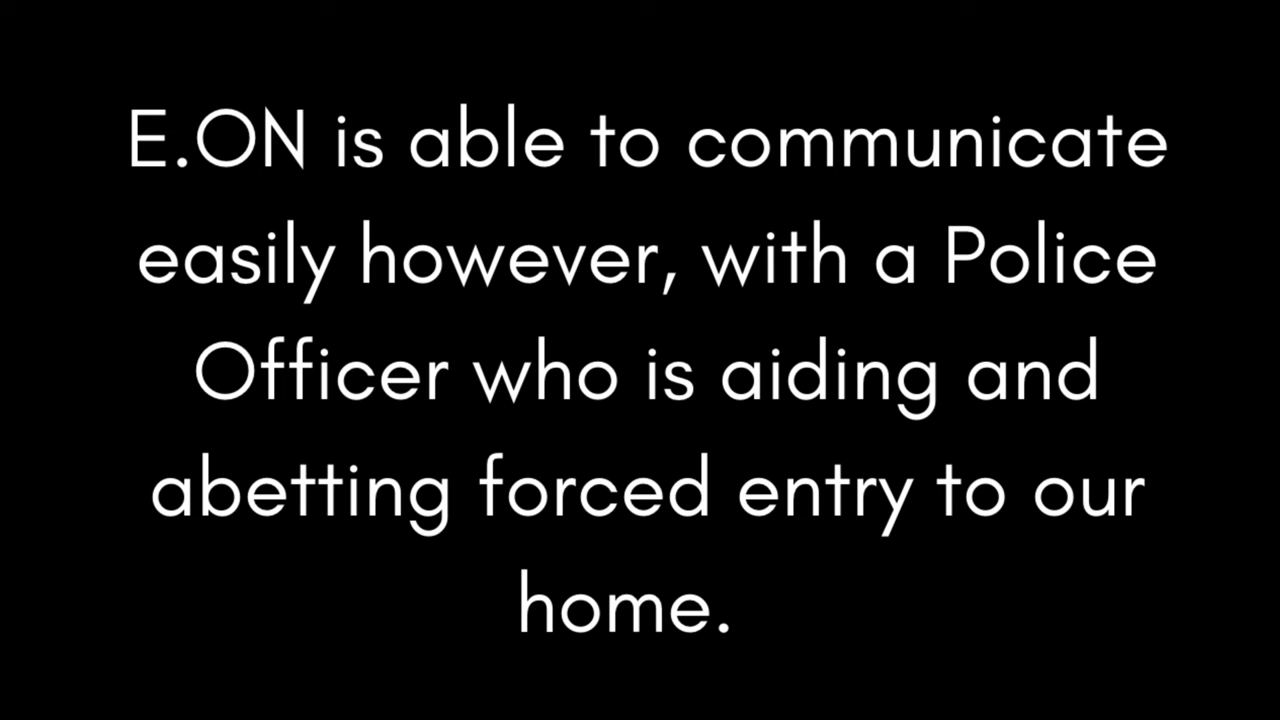 E.ON is able to communicate
easily however, with a Police
Officer who is aiding and
abetting forced entry to our
home.